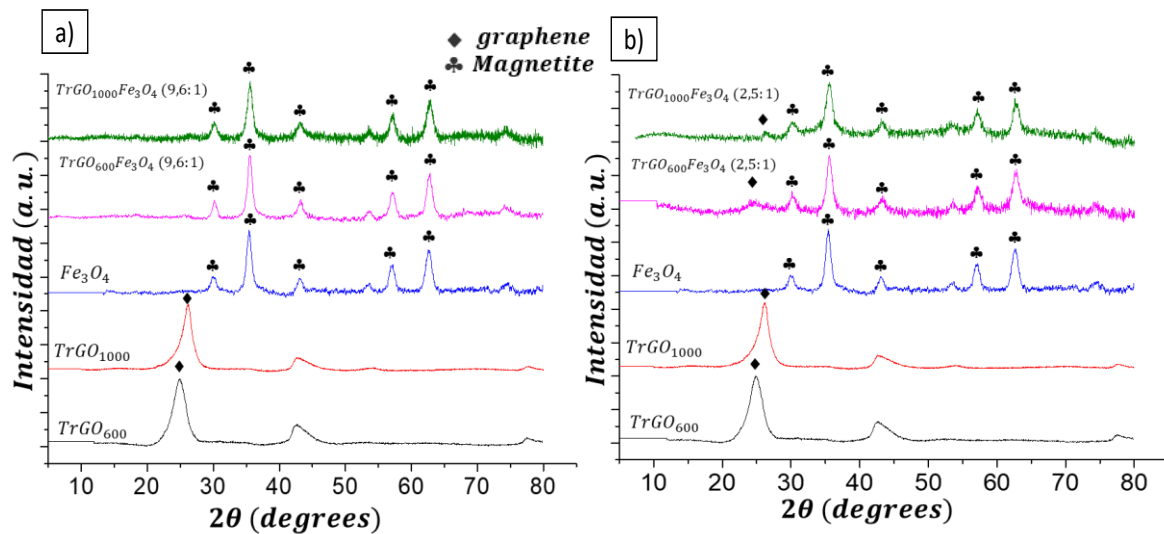 a)
♦ graphene
♣ Magnetite
b)
TrGO₁₀₀₀Fe₃O₄ (9,6:1)
TrGO₆₀₀Fe₃O₄ (9,6:1)
Fe₃O₄
TrGO₁₀₀₀
TrGO₆₀₀
Intensidad (a.u.)
10 20 30 40 50 60 70 80
2θ (degrees)
TrGO₁₀₀₀Fe₃O₄ (2,5:1)
TrGO₆₀₀Fe₃O₄ (2,5:1)
Fe₃O₄
TrGO₁₀₀₀
TrGO₆₀₀
Intensidad (a.u.)
10 20 30 40 50 60 70 80
2θ (degrees)